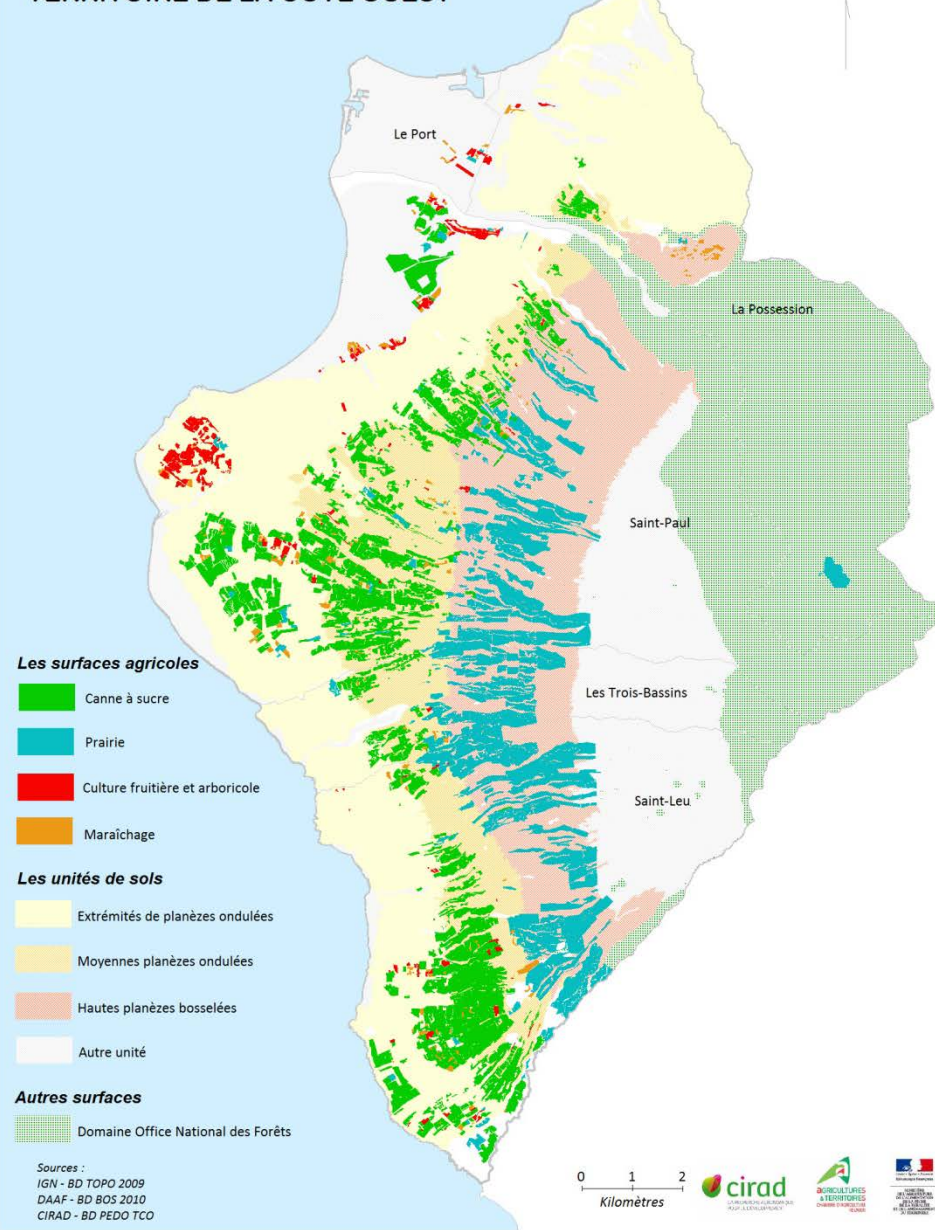 TERRITOIRE DE LA CÔTE OUEST
Le Port
La Possession
Saint-Paul
Les Trois-Bassins
Saint-Leu
Les surfaces agricoles
Canne à sucre
Prairie
Culture fruitière et arboricole
Maraîchage
Les unités de sols
Extrémités de planèzes ondulées
Moyennes planèzes ondulées
Hautes planèzes bosselées
Autre unité
Autres surfaces
Domaine Office National des Forêts
Sources :
IGN - BD TOPO 2009
DAAF - BD BOS 2010
CIRAD - BD PEDO TCO
0 1 2
Kilomètres
cirad
AGRICULTURES
& TERRITOIRES